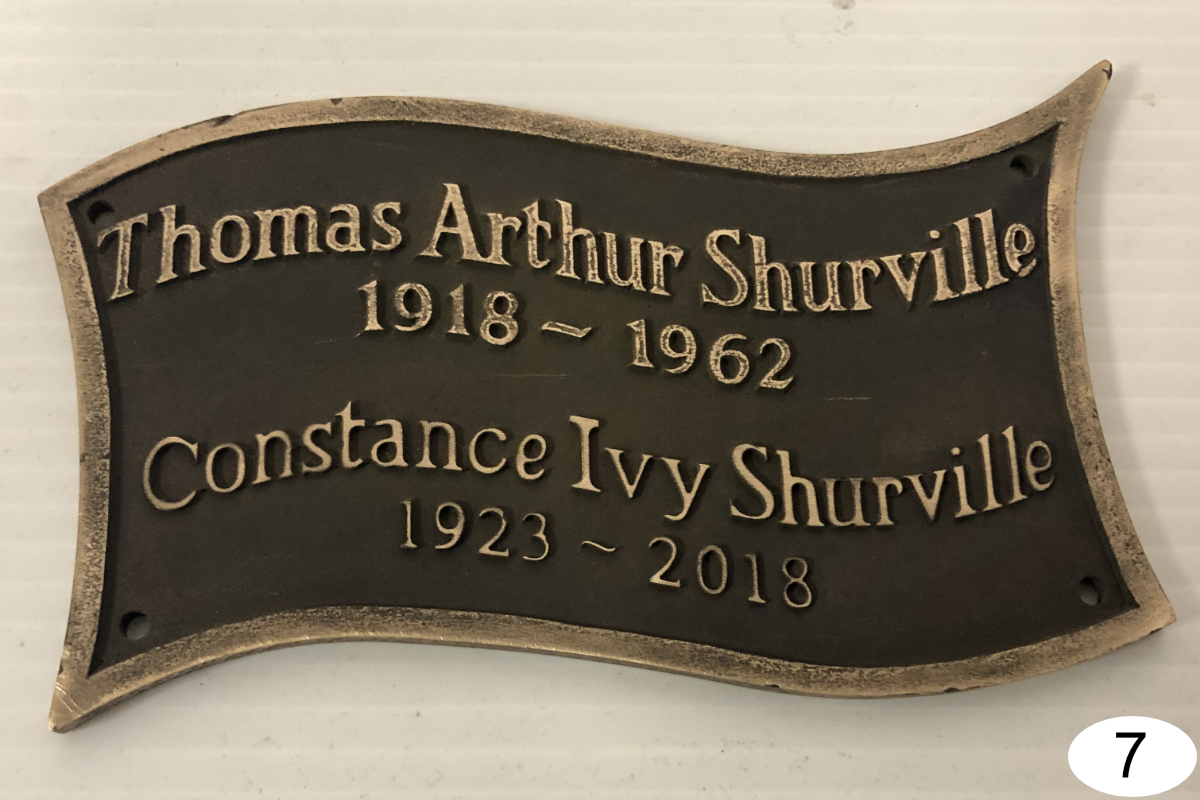 Thomas Arthur Shurville
1918 ~ 1962
Constance Ivy Shurville
1923 ~ 2018
7